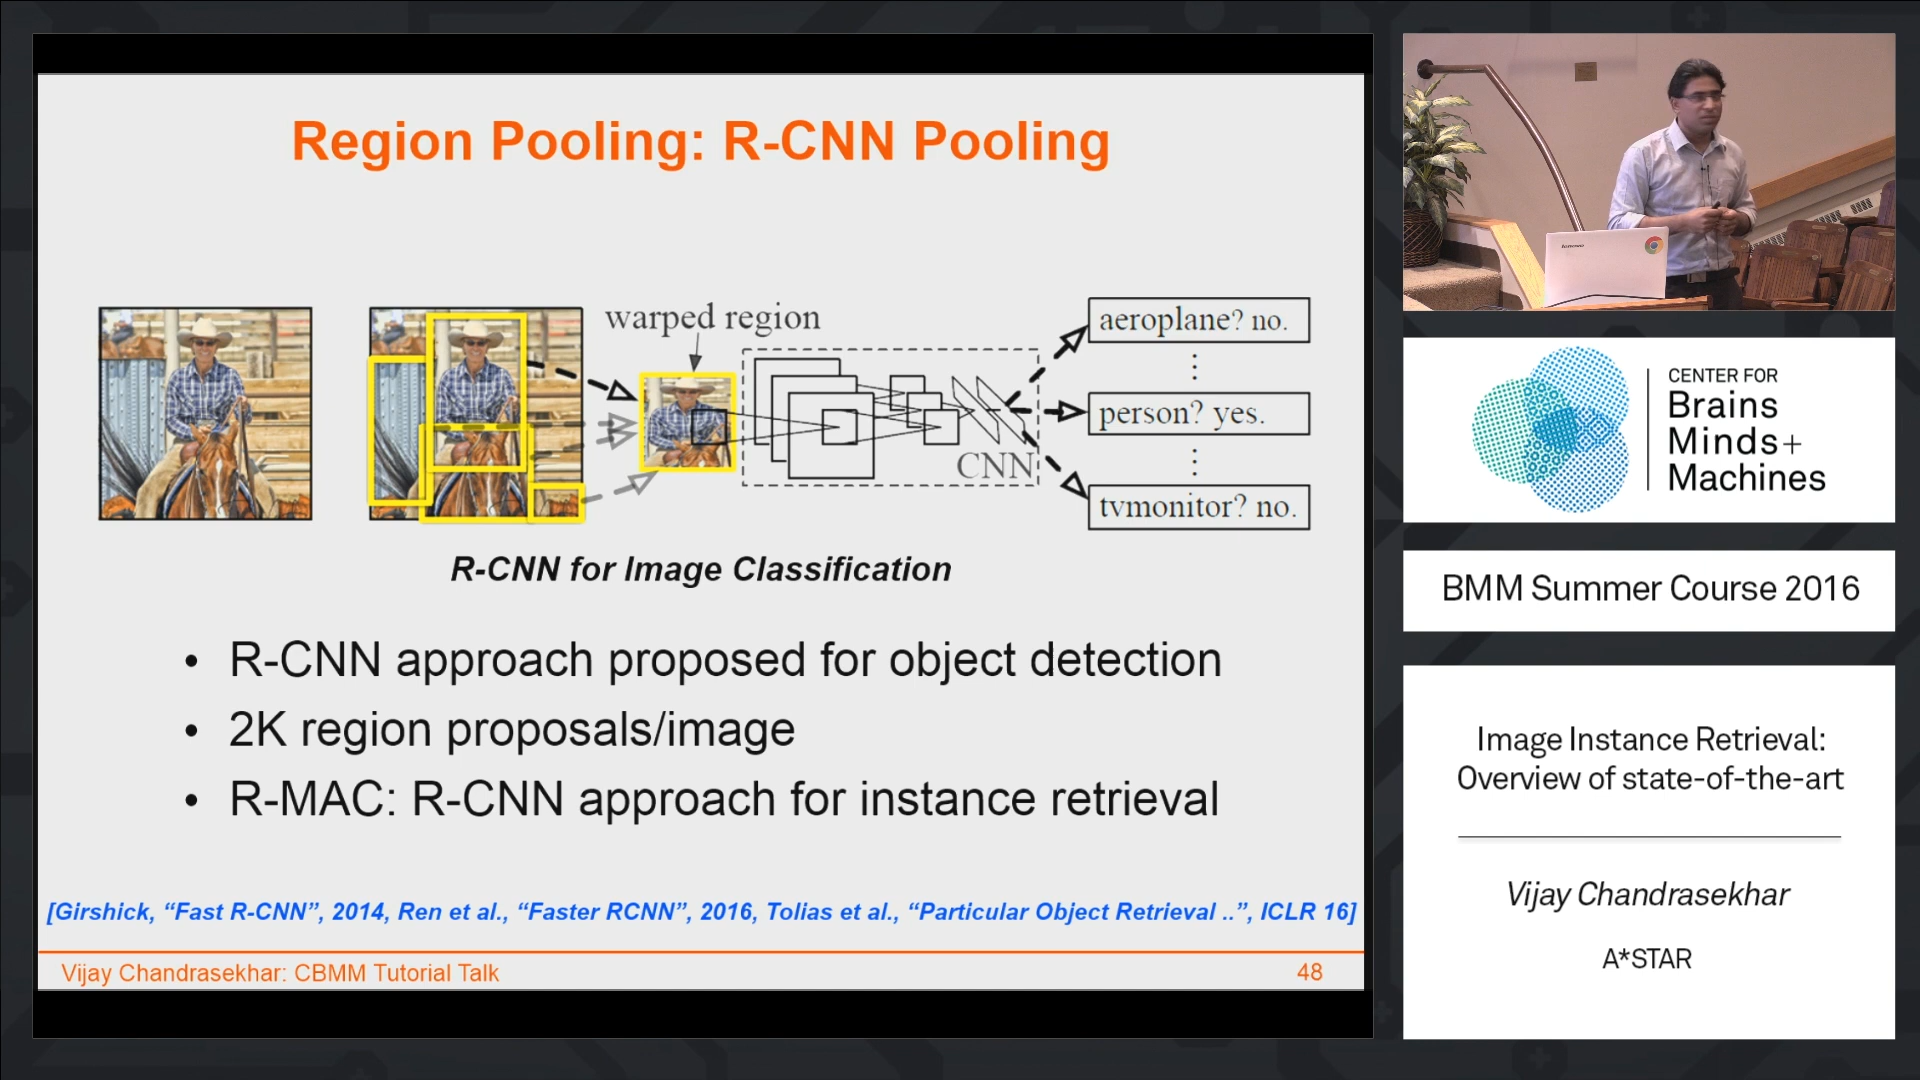 Region Pooling: R-CNN Pooling
warped region
CNN
aeroplane? no.
person? yes.
tvmonitor? no.
R-CNN for Image Classification
• R-CNN approach proposed for object detection
• 2K region proposals/image
• R-MAC: R-CNN approach for instance retrieval
[Girshick, “Fast R-CNN”, 2014, Ren et al., “Faster RCNN”, 2016, Tolias et al., “Particular Object Retrieval ..”, ICLR 16]
Vijay Chandrasekhar: CBMM Tutorial Talk
48
lenovo
CENTER FOR
Brains
Minds+
Machines
BMM Summer Course 2016
Image Instance Retrieval:
Overview of state-of-the-art
Vijay Chandrasekhar
A*STAR